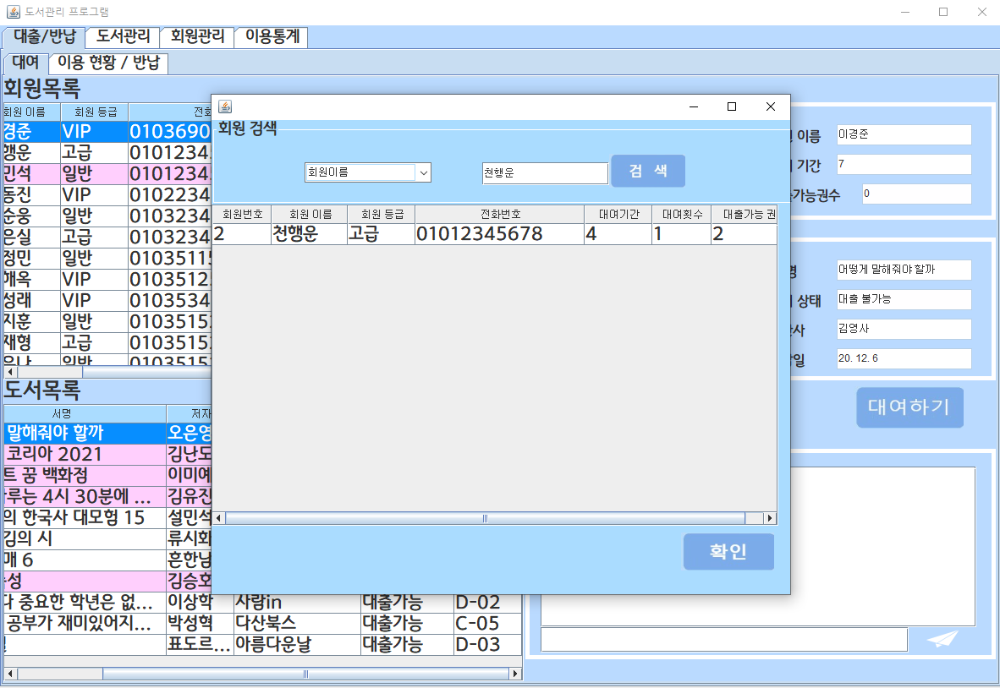 도서관리 프로그램
대출/반납 도서관리 회원관리 이용통계
대여 이용 현황 / 반납
회원목록
회원 이름 회원 등급
경준 VIP 0103690
행운 고급 0101234
민석 일반 0101234
동진 VIP 0102234
순웅 일반 0103234
은실 고급 0103234
정민 일반 0103511
해옥 VIP 0103512
성래 VIP 0103534
지훈 일반 0103515
재형 고급 0103515
일반 0103515
도서목록
서명 저자
말해줘야 할까 오은영
코리아 2021 김난도
트 꿈 백화점 이미예
루는 4시 30분에 ... 김유진
의 한국사 대모험 15 설민석
김의 시 류시화
매 6 흔한남
성 김승호
다 중요한 학년은 없... 이상학 사람in 대출가능 D-02
공부가 재미있어지... 박성혁 다산북스 대출가능 C-05
표도르... 아름다운날 대출가능 D-03
회원 검색
회원이름 천행운 검 색
회원번호 회원 이름 회원 등급 전화번호 대여기간 대여횟수 대출가능 권
2 천행운 고급 01012345678 4 1 2
확인
이름 이경준
기간 7
가능권수 0
명 어떻게 말해줘야 할까
상태 대출 불가능
사 김영사
일 20. 12. 6
대여하기